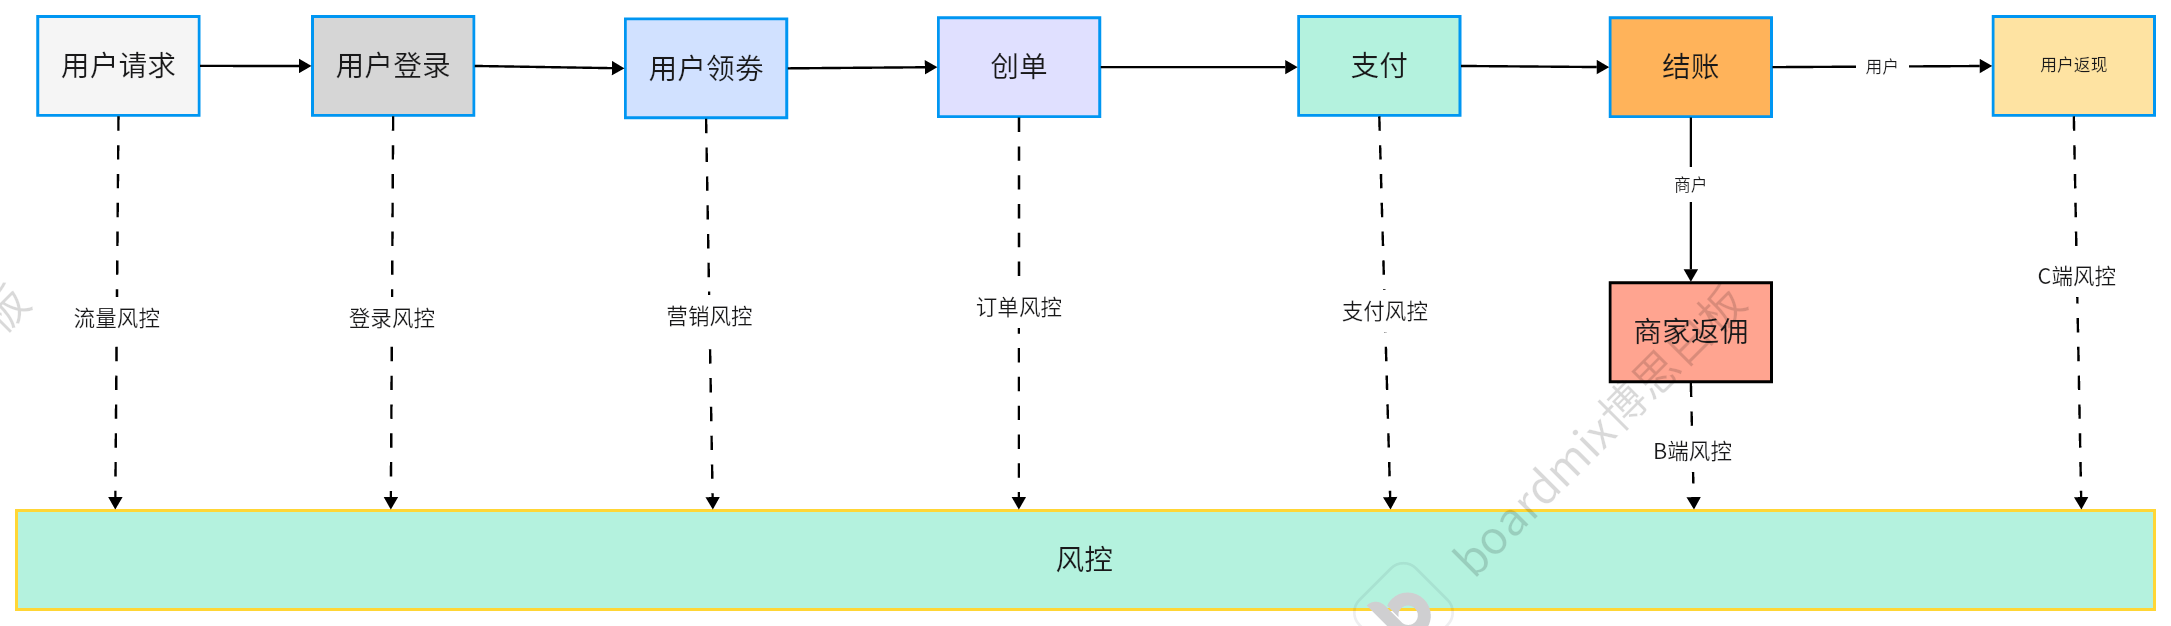 用户请求
用户登录
用户领劵
创单
支付
结账
用户
用户返现
商户
流量风控
登录风控
营销风控
订单风控
支付风控
C端风控
商家返佣
B端风控
风控
boardmix博思白板
板